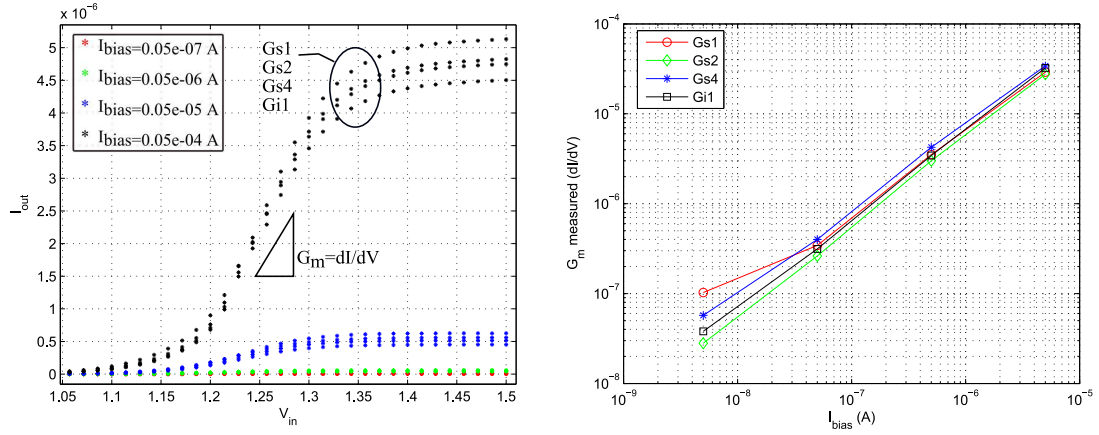 x 10⁻⁶
5
4.5
4
3.5
3
2.5
2
1.5
1
0.5
0
I_out
* I_bias=0.05e-07 A
* I_bias=0.05e-06 A
* I_bias=0.05e-05 A
* I_bias=0.05e-04 A
Gs1
Gs2
Gs4
Gi1
G_m=dI/dV
1.05 1.1 1.15 1.2 1.25 1.3 1.35 1.4 1.45 1.5
V_in
10⁻⁴
10⁻⁵
10⁻⁶
10⁻⁷
10⁻⁸
G_m measured (dI/dV)
Gs1
Gs2
Gs4
Gi1
10⁻⁹ 10⁻⁸ 10⁻⁷ 10⁻⁶ 10⁻⁵
I_bias (A)